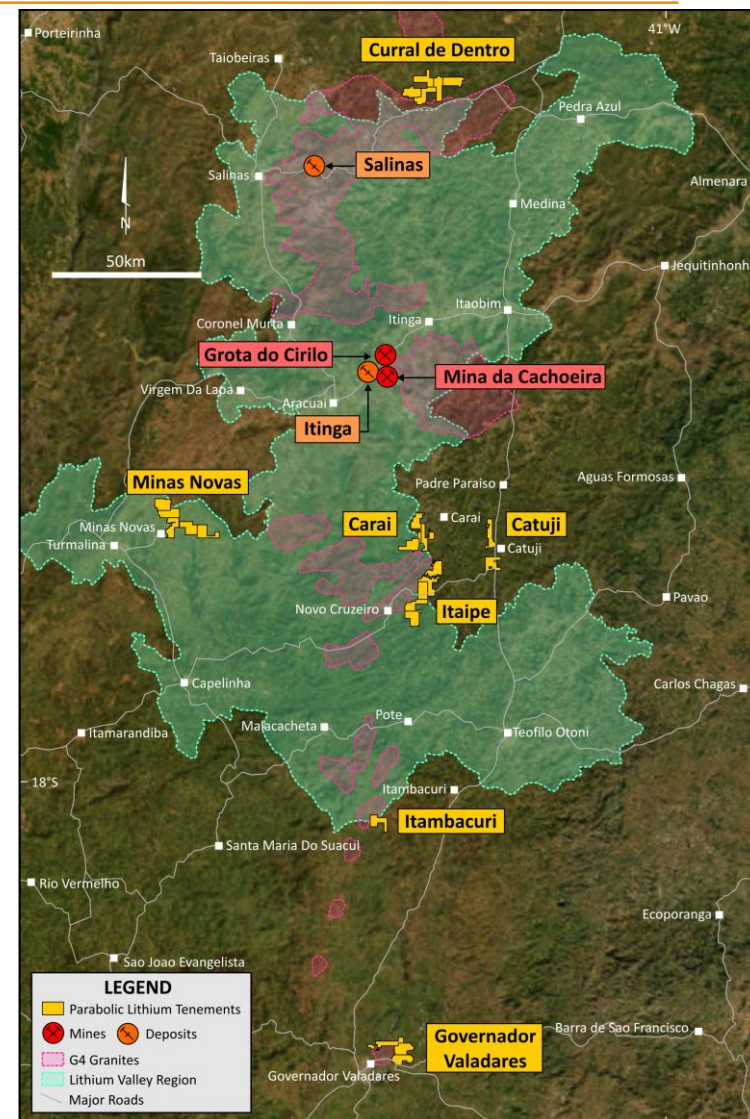 41°W
Porteirinha
Curral de Dentro
Taiobeiras
Pedra Azul
Salinas
Salinas
Almenara
Medina
N
50km
Jequitinhonh
Itaobim
Coronel Murta
Itinga
Grota do Cirilo
Mina da Cachoeira
Virgem Da Lapa
Aracuai
Itinga
Minas Novas
Padre Paraiso
Aguas Formosas
Carai
Carai
Catuji
Minas Novas
Turmalina
Catuji
Novo Cruzeiro
Itaipe
Pavao
Capelinha
Carlos Chagas
Itamarandiba
Malacacheta
Pote
Teofilo Otoni
18°S
Itambacuri
Itambacuri
Santa Maria Do Suacui
Rio Vermelho
Ecoporanga
Sao Joao Evangelista
LEGEND
Parabolic Lithium Tenements
Mines
Deposits
G4 Granites
Lithium Valley Region
Major Roads
Governador
Valadares
Barra de Sao Francisco
Governador Valadares